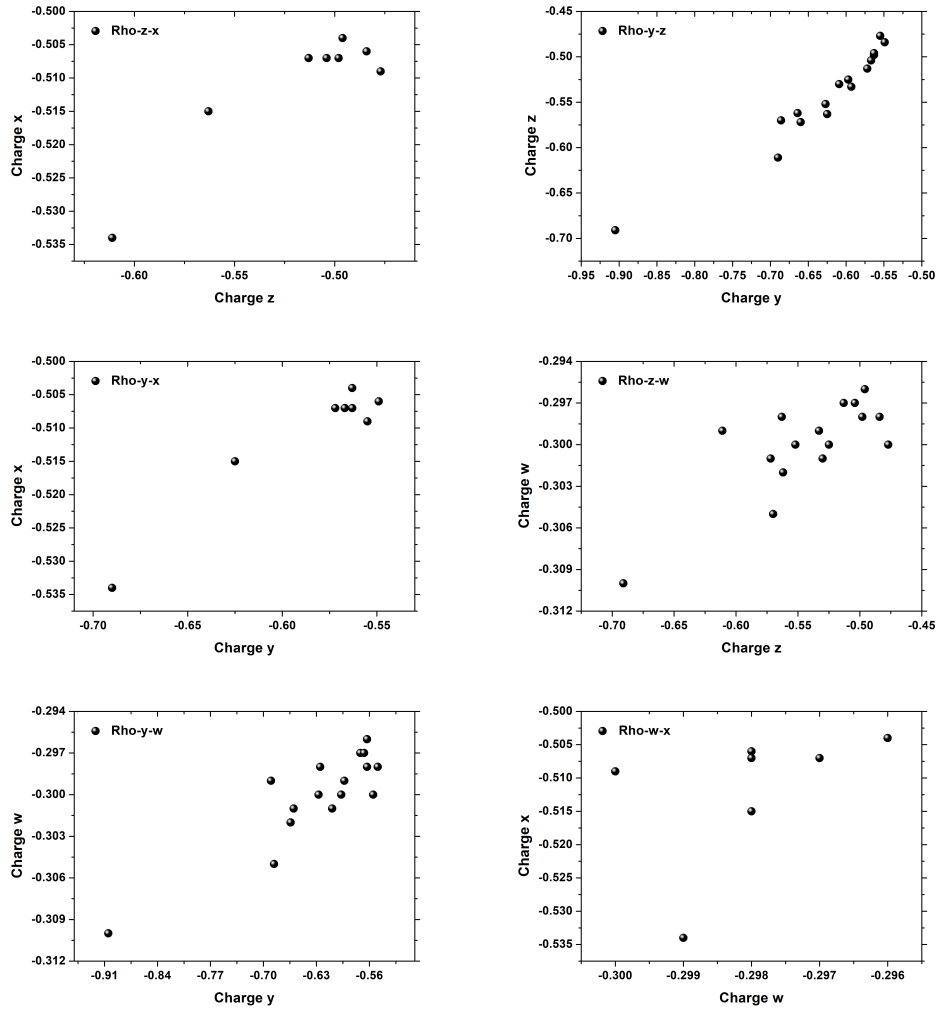 Rho-z-x
-0.500
-0.505
-0.510
-0.515
-0.520
-0.525
-0.530
-0.535
Charge x
-0.60
-0.55
-0.50
Charge z
Rho-y-z
-0.45
-0.50
-0.55
-0.60
-0.65
-0.70
Charge z
-0.95 -0.90 -0.85 -0.80 -0.75 -0.70 -0.65 -0.60 -0.55 -0.50
Charge y
Rho-y-x
-0.500
-0.505
-0.510
-0.515
-0.520
-0.525
-0.530
-0.535
Charge x
-0.70 -0.65 -0.60 -0.55
Charge y
Rho-z-w
-0.294
-0.297
-0.300
-0.303
-0.306
-0.309
-0.312
Charge w
-0.70 -0.65 -0.60 -0.55 -0.50 -0.45
Charge z
Rho-y-w
-0.294
-0.297
-0.300
-0.303
-0.306
-0.309
-0.312
Charge w
-0.91 -0.84 -0.77 -0.70 -0.63 -0.56
Charge y
Rho-w-x
-0.500
-0.505
-0.510
-0.515
-0.520
-0.525
-0.530
-0.535
Charge x
-0.300 -0.299 -0.298 -0.297 -0.296
Charge w